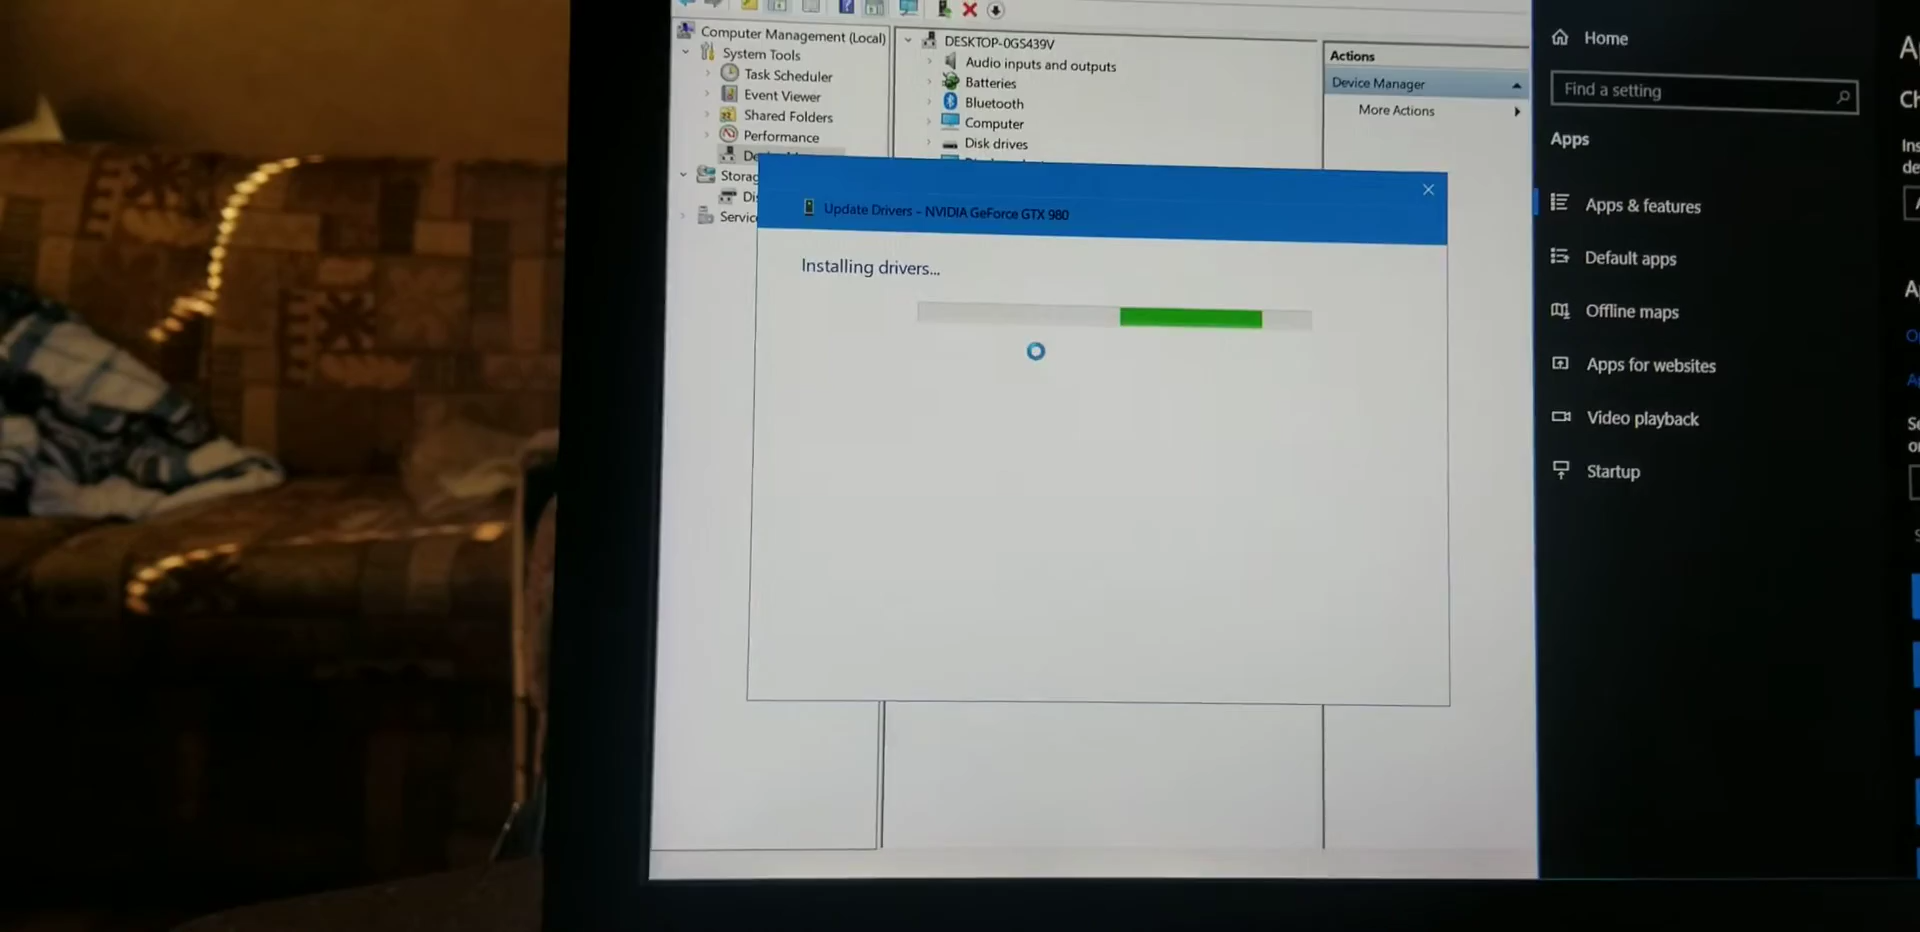 Computer Management (Local)
System Tools
Task Scheduler
Event Viewer
Shared Folders
Performance
Storag
Servic
DESKTOP-0GS439V
Audio inputs and outputs
Batteries
Bluetooth
Computer
Disk drives
Actions
Device Manager
More Actions
Update Drivers - NVIDIA GeForce GTX 980
Installing drivers...
Home
Find a setting
Apps
Apps & features
Default apps
Offline maps
Apps for websites
Video playback
Startup